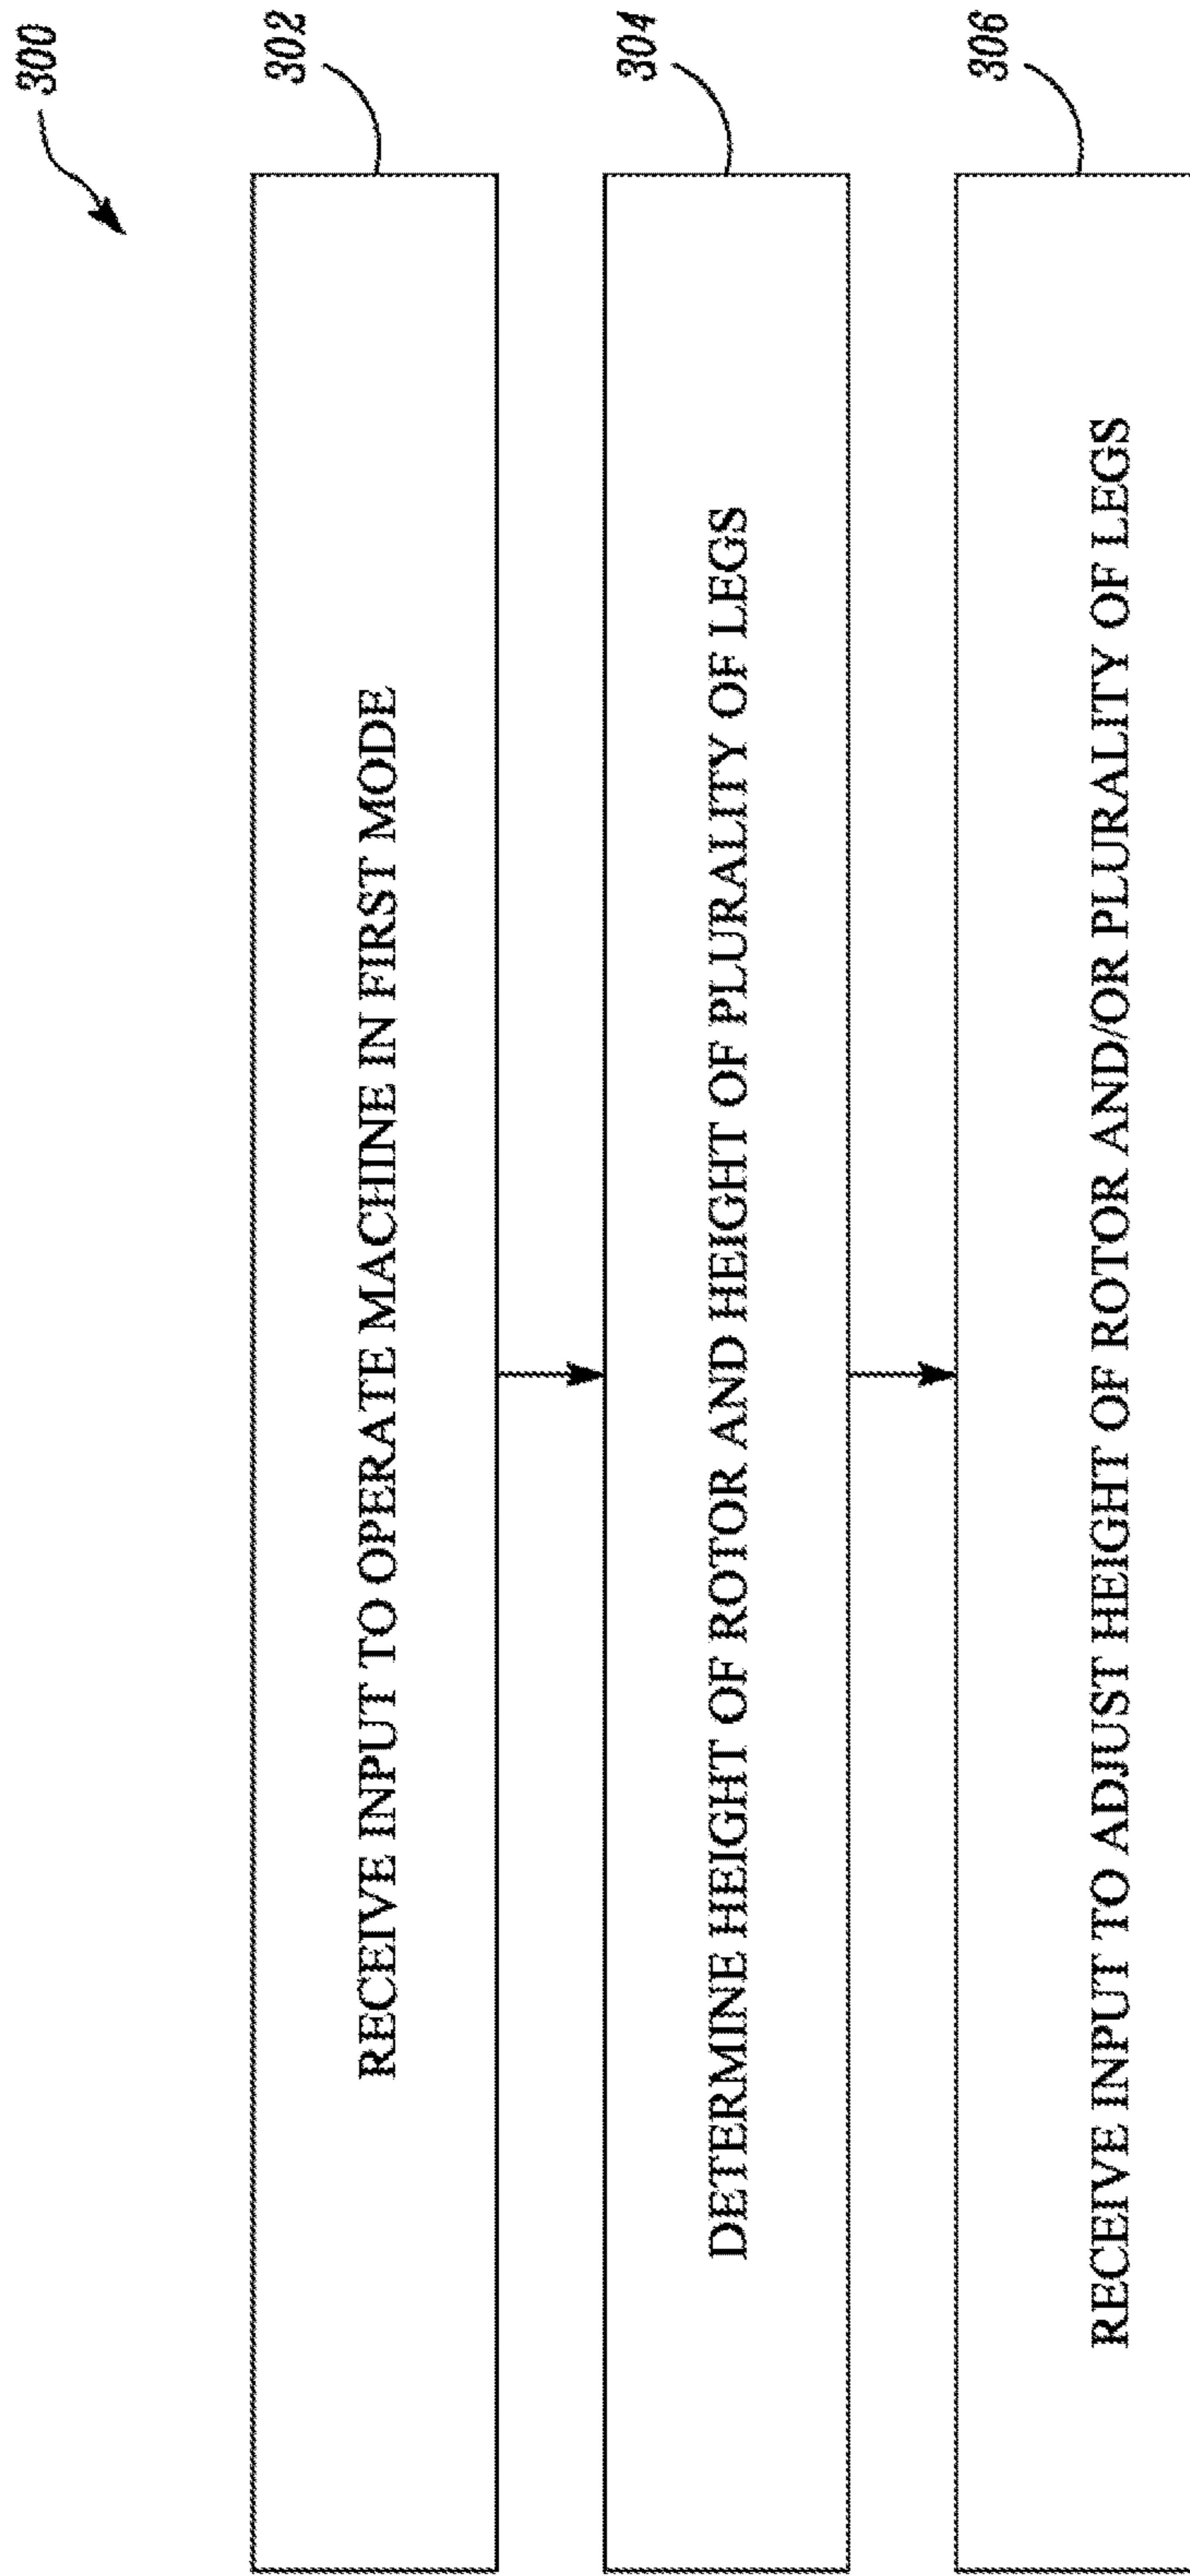 300
302
RECEIVE INPUT TO OPERATE MACHINE IN FIRST MODE
304
DETERMINE HEIGHT OF ROTOR AND HEIGHT OF PLURALITY OF LEGS
306
RECEIVE INPUT TO ADJUST HEIGHT OF ROTOR AND/OR PLURALITY OF LEGS